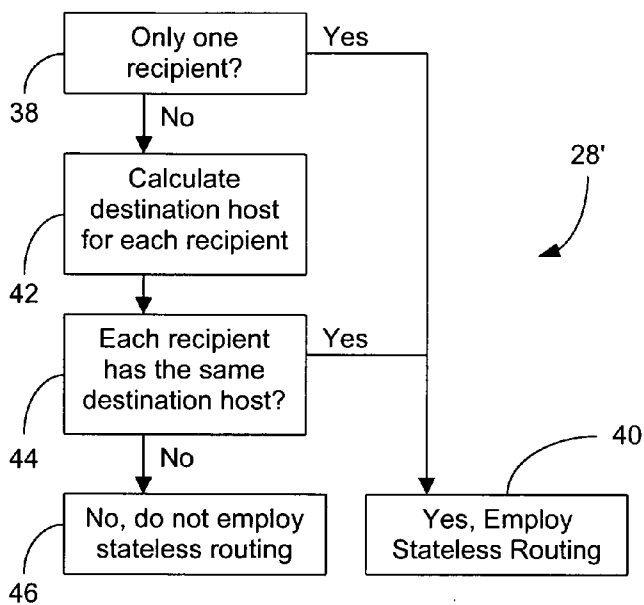 Only one
recipient?
Yes
38
No
Calculate
destination host
for each recipient
28'
42
Each recipient
has the same
destination host?
Yes
44
No
40
No, do not employ
stateless routing
Yes, Employ
Stateless Routing
46